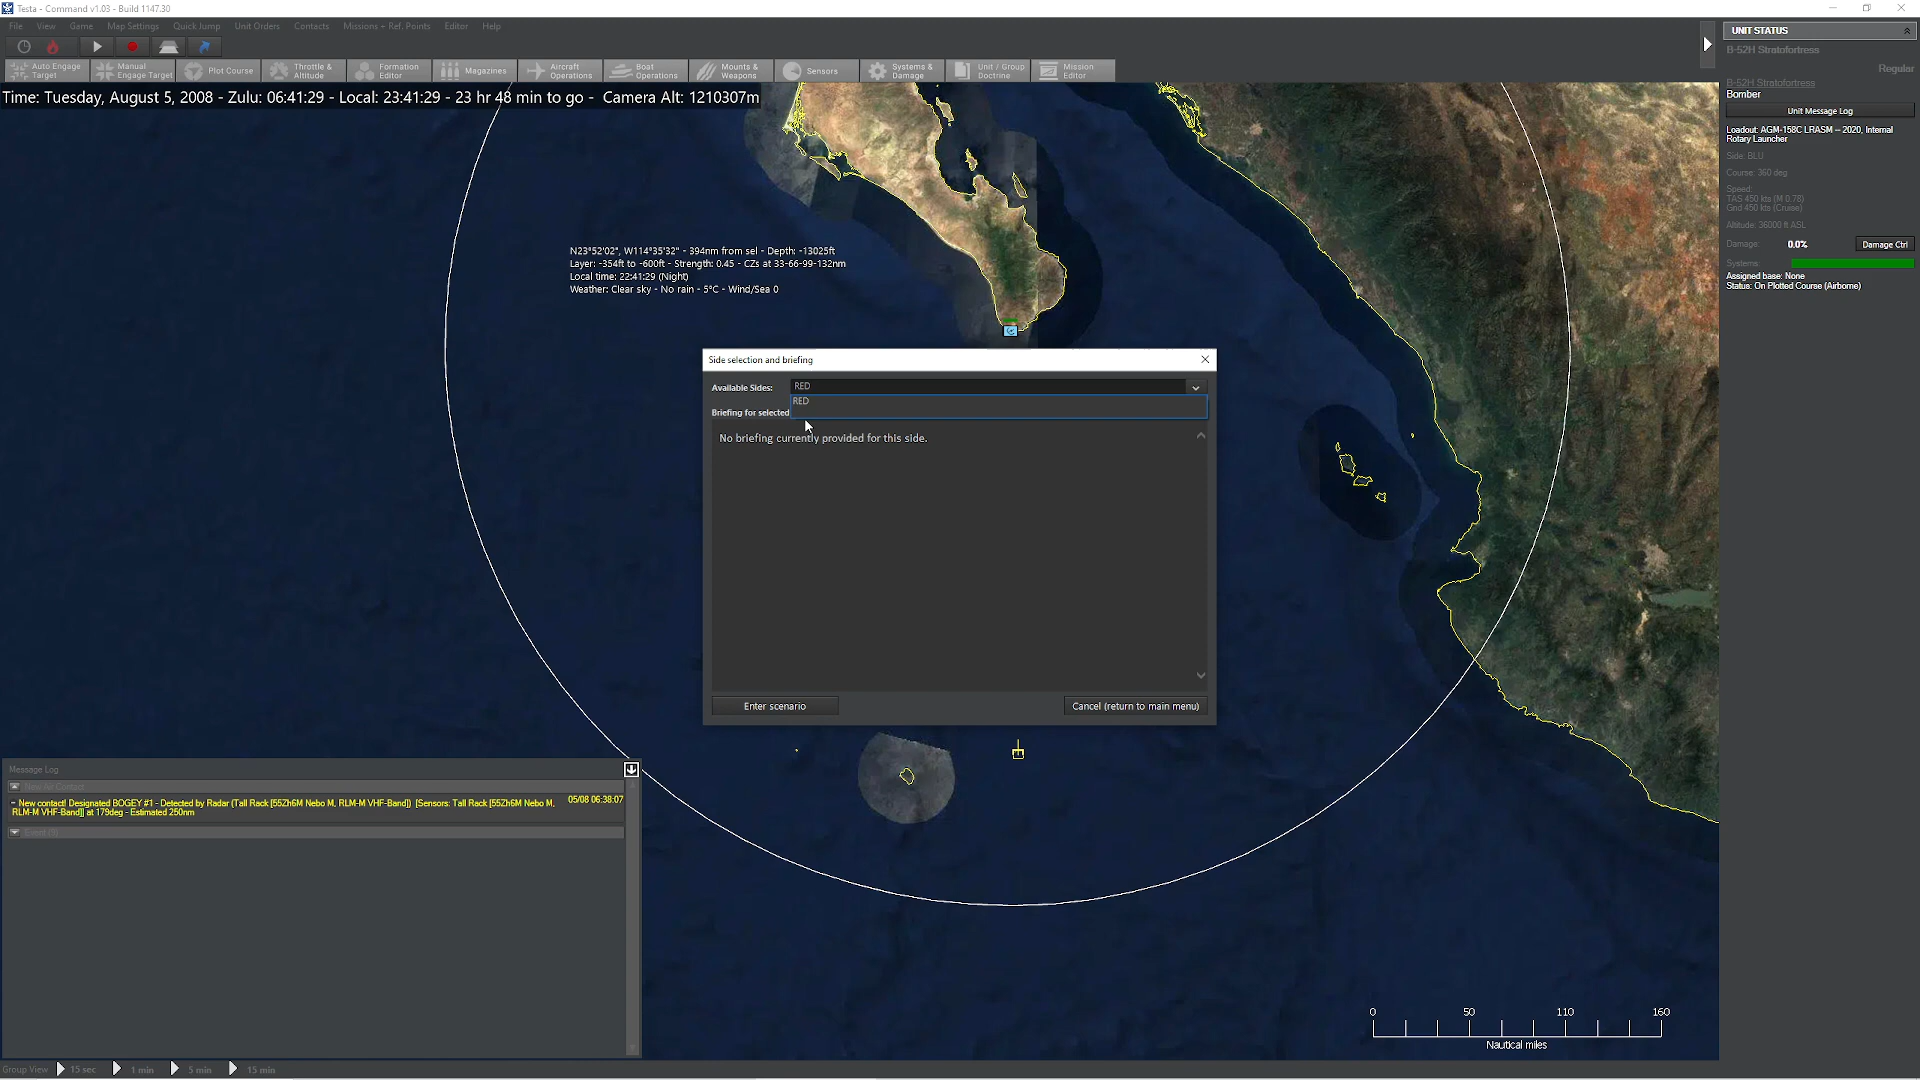 Testa - Command v1.03 - Build 1147.30
File View Game Map Settings Quick Jump Unit Orders Contacts Missions + Ref. Points Editor Help
Auto Engage Target
Manual Engage Target
Plot Course
Throttle & Altitude
Formation Editor
Magazines
Aircraft Operations
Boat Operations
Mounts & Weapons
Sensors
Systems & Damage
Unit / Group Doctrine
Mission Editor
Time: Tuesday, August 5, 2008 - Zulu: 06:41:29 - Local: 23:41:29 - 23 hr 48 min to go - Camera Alt: 1210307m
N23°52'02", W114°35'32" - 394nm from sel - Depth: -13025ft
Layer: -354ft to -600ft - Strength: 0.45 - CZs at 33-66-99-132nm
Local time: 22:41:29 (Night)
Weather: Clear sky - No rain - 5°C - Wind/Sea 0
Side selection and briefing
Available Sides: RED
RED
Briefing for selected
No briefing currently provided for this side.
Enter scenario
Cancel (return to main menu)
UNIT STATUS
B-52H Stratofortress
Regular
B-52H Stratofortress
Bomber
Unit Message Log
Loadout: AGM-158C LRASM -- 2020, Internal
Rotary Launcher
Side: BLU
Course: 360 deg
Speed:
TAS 450 kts (M 0.78)
Gnd 450 kts (Cruise)
Altitude: 36000 ft ASL
Damage: 0.0% Damage Ctrl
Systems:
Assigned base: None
Status: On Plotted Course (Airborne)
Message Log
New Air Contact
- New contact! Designated BOGEY #1 - Detected by Radar (Tall Rack [55Zh6M Nebo M, RLM-M VHF-Band]) [Sensors: Tall Rack [55Zh6M Nebo M, 05/08 06:38:07
RLM-M VHF-Band]] at 179deg - Estimated 250nm
Event (3)
0 50 110 160
Nautical miles
Group View 15 sec 1 min 5 min 15 min